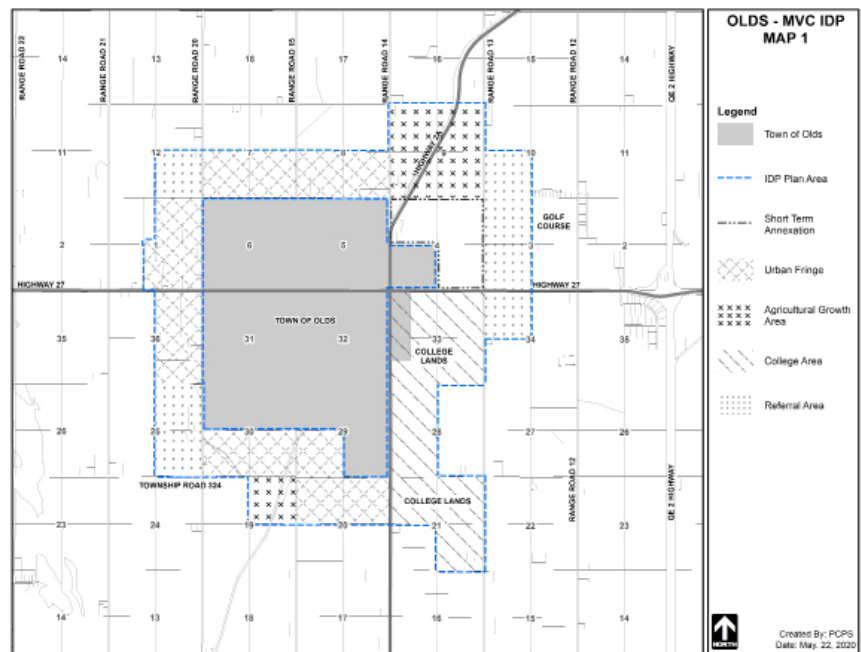 OLDS - MVC IDP
MAP 1
Legend
Town of Olds
IDP Plan Area
Short Term
Annexation
Urban Fringe
Agricultural Growth
Area
College Area
Referral Area
NORTH
Created By: PCPS
Date: May. 22, 2020
RANGE ROAD 22
RANGE ROAD 21
RANGE ROAD 20
RANGE ROAD 15
RANGE ROAD 14
RANGE ROAD 13
RANGE ROAD 12
QE 2 HIGHWAY
14 13 18 17 16 15 14
HIGHWAY 2A
11 12 7 8 9 10 11
GOLF
COURSE
2 1 6 5 4 3 2
HIGHWAY 27
HIGHWAY 27
TOWN OF OLDS
35 36 31 32 33 34 35
COLLEGE
LANDS
26 25 30 29 28 27 26
RANGE ROAD 12
QE 2 HIGHWAY
TOWNSHIP ROAD 324
COLLEGE LANDS
23 24 20 22 23
14 13 18 17 15 14